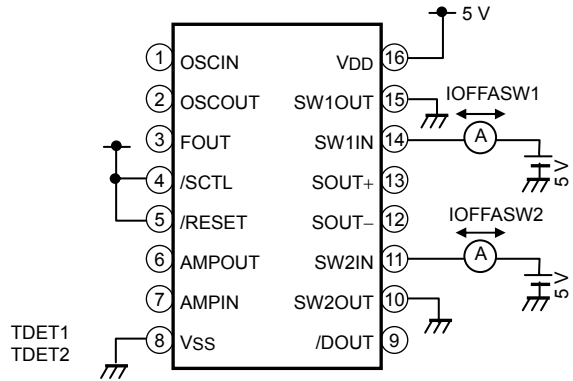 5 V
1 OSCIN
VDD 16
2 OSCOUT
SW1OUT 15
IOFFASW1
3 FOUT
SW1IN 14
A
5 V
4 /SCTL
SOUT+ 13
5 /RESET
SOUT− 12
IOFFASW2
6 AMPOUT
SW2IN 11
A
5 V
7 AMPIN
SW2OUT 10
TDET1
TDET2
8 VSS
/DOUT 9